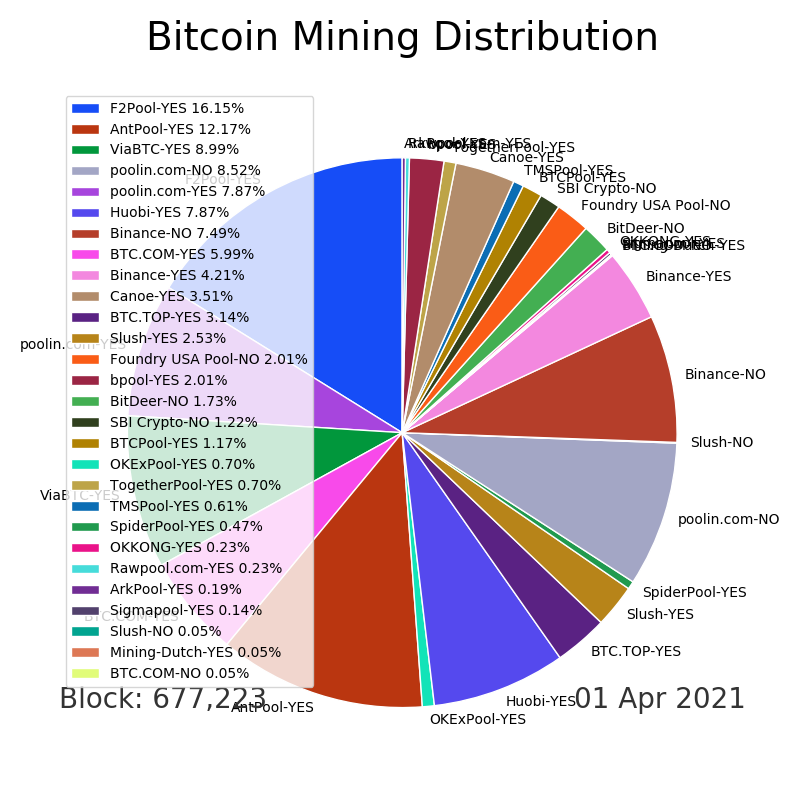 Bitcoin Mining Distribution
F2Pool-YES 16.15%
AntPool-YES 12.17%
ViaBTC-YES 8.99%
poolin.com-NO 8.52%
poolin.com-YES 7.87%
Huobi-YES 7.87%
Binance-NO 7.49%
BTC.COM-YES 5.99%
Binance-YES 4.21%
Canoe-YES 3.51%
BTC.TOP-YES 3.14%
Slush-YES 2.53%
Foundry USA Pool-NO 2.01%
bpool-YES 2.01%
BitDeer-NO 1.73%
SBI Crypto-NO 1.22%
BTCPool-YES 1.17%
OKExPool-YES 0.70%
TogetherPool-YES 0.70%
TMSPool-YES 0.61%
SpiderPool-YES 0.47%
OKKONG-YES 0.23%
Rawpool.com-YES 0.23%
ArkPool-YES 0.19%
Sigmapool-YES 0.14%
Slush-NO 0.05%
Mining-Dutch-YES 0.05%
BTC.COM-NO 0.05%
TogetherPool-YES
Canoe-YES
TMSPool-YES
BTCPool-YES
SBI Crypto-NO
Foundry USA Pool-NO
BitDeer-NO
OKKONG-YES
Binance-YES
Binance-NO
Slush-NO
poolin.com-NO
SpiderPool-YES
Slush-YES
BTC.TOP-YES
Huobi-YES
OKExPool-YES
AntPool-YES
BTC.COM-YES
ViaBTC-YES
poolin.com-YES
F2Pool-YES
Block: 677,223
01 Apr 2021